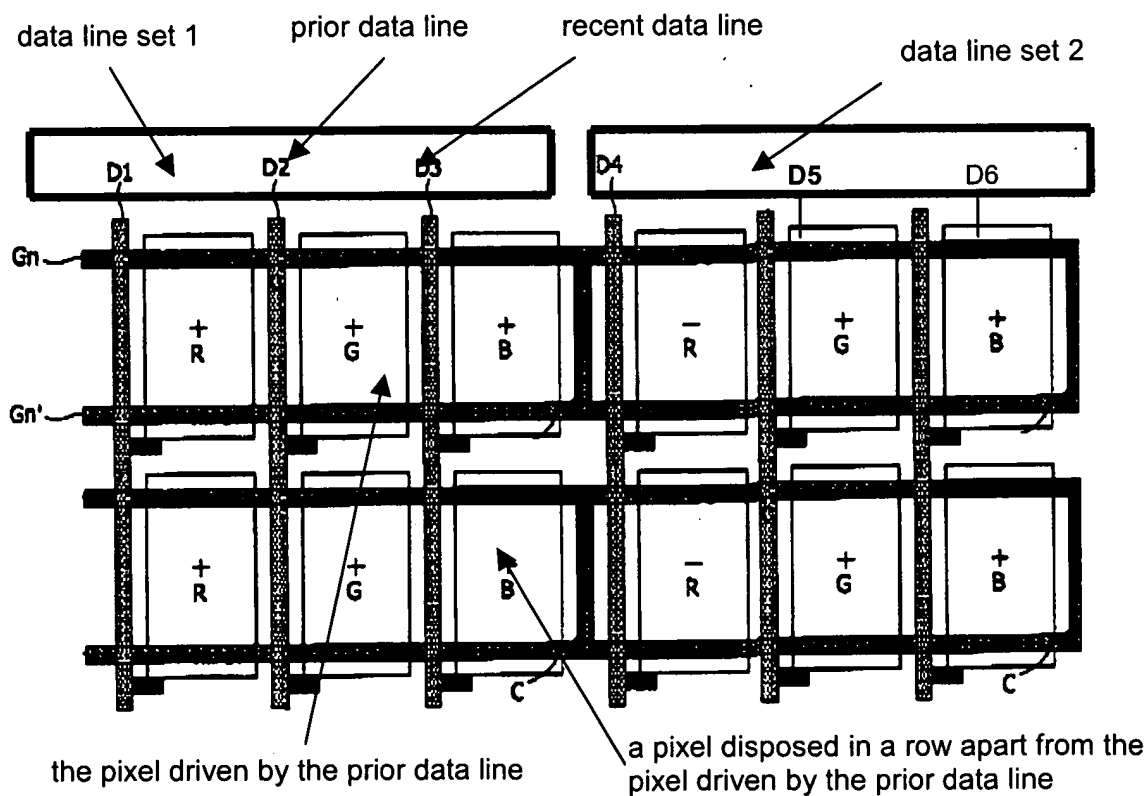 data line set 1
prior data line
recent data line
data line set 2
D1
D2
D3
D4
D5
D6
Gn
+
R
+
G
+
B
−
R
+
G
+
B
Gn'
+
R
+
G
+
B
−
R
+
G
+
B
C
C
the pixel driven by the prior data line
a pixel disposed in a row apart from the
pixel driven by the prior data line